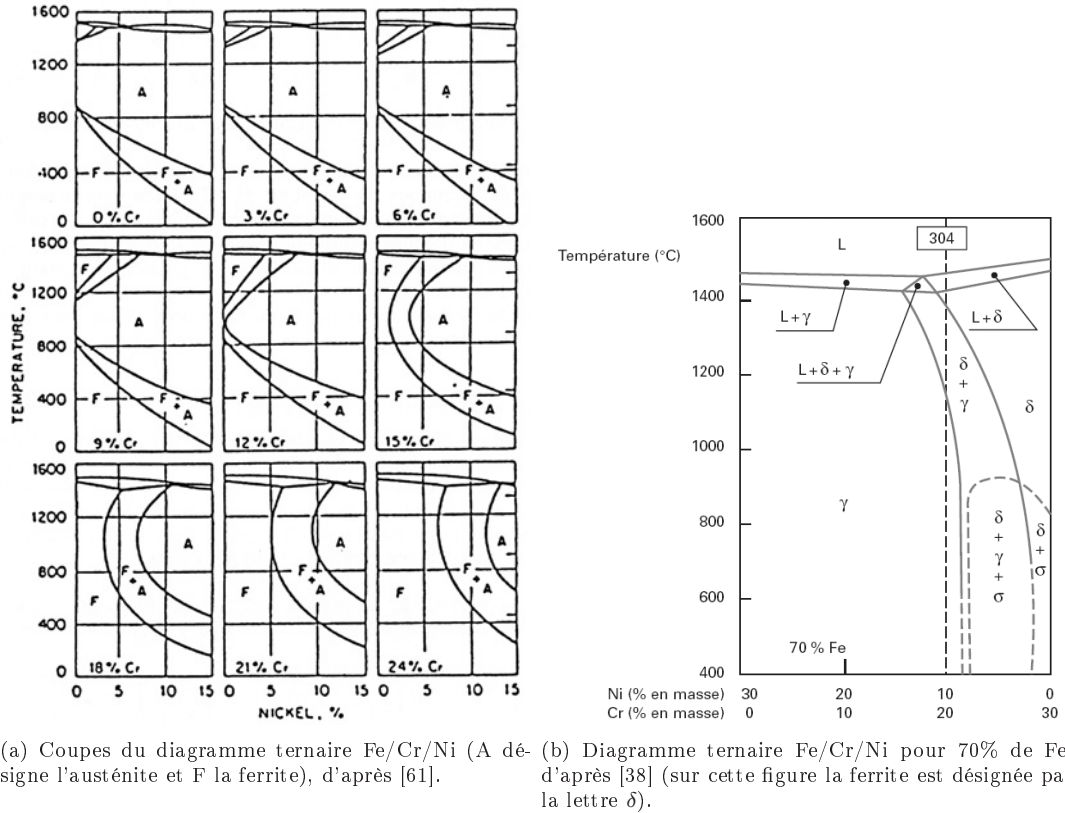 1600
1200
800
400
0
A
F
F + A
0 % Cr
A
F
F + A
3 % Cr
A
F
F + A
6 % Cr
TEMPERATURE, °C
1600
1200
800
400
0
F
A
F
F + A
9 % Cr
A
F
F + A
12 % Cr
F
A
F
F + A
15 % Cr
1600
1200
800
400
0
A
F + A
F
18 % Cr
A
F + A
F
21 % Cr
A
F + A
F
24 % Cr
0 5 10 15 0 5 10 15 0 5 10 15
NICKEL, %
Température (°C)
1600
1400
1200
1000
800
600
400
L
304
L + γ
L + δ + γ
L + δ
δ + γ
δ
γ
δ + γ + σ
δ + σ
70 % Fe
Ni (% en masse) 30 20 10 0
Cr (% en masse) 0 10 20 30
(a) Coupes du diagramme ternaire Fe/Cr/Ni (A dé-
signe l'austénite et F la ferrite), d'après [61].
(b) Diagramme ternaire Fe/Cr/Ni pour 70% de Fe
d'après [38] (sur cette figure la ferrite est désignée pa
la lettre δ).